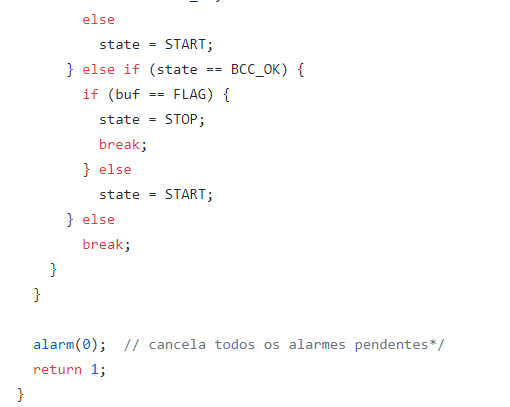 else
state = START;
} else if (state == BCC_OK) {
if (buf == FLAG) {
state = STOP;
break;
} else
state = START;
} else
break;
}
}
alarm(0);  // cancela todos os alarmes pendentes*/
return 1;
}